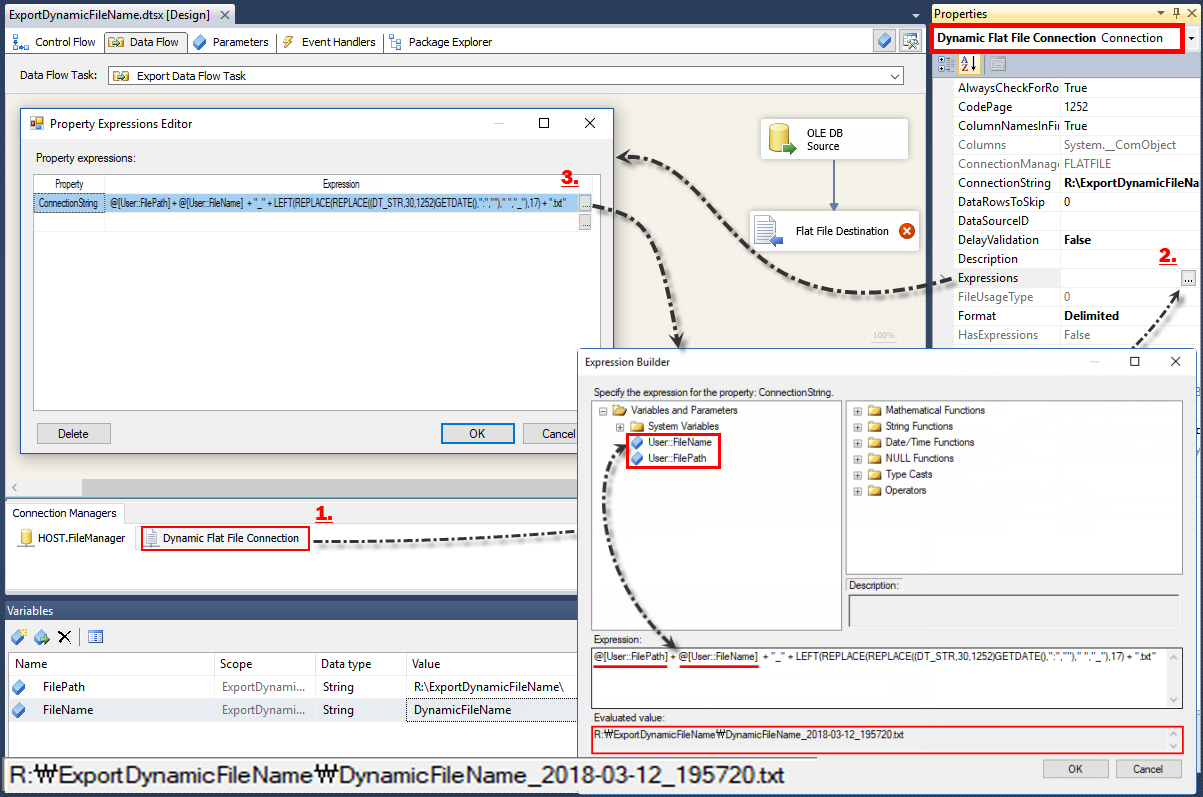 ExportDynamicFileName.dtsx [Design]
Control Flow
Data Flow
Parameters
Event Handlers
Package Explorer
Data Flow Task:
Export Data Flow Task
Property Expressions Editor
Property expressions:
Property Expression
3.
ConnectionString @[User::FilePath] + @[User::FileName] + "_" + LEFT(REPLACE(REPLACE((DT_STR,30,1252)GETDATE(),":","")," ","_"),17) + ".txt"
...
...
Delete
OK
Cancel
OLE DB
Source
Flat File Destination
100%
Properties
Dynamic Flat File Connection Connection
AlwaysCheckForRo True
CodePage 1252
ColumnNamesInFi True
Columns System.__ComObject
ConnectionManage FLATFILE
ConnectionString R:\ExportDynamicFileNa
DataRowsToSkip 0
DataSourceID
DelayValidation False
Description
2.
Expressions ...
FileUsageType 0
Format Delimited
HasExpressions False
Connection Managers
1.
HOST.FileManager
Dynamic Flat File Connection
Variables
Name Scope Data type Value
FilePath ExportDynami... String R:\ExportDynamicFileName\
FileName ExportDynami... String DynamicFileName
R:₩ExportDynamicFileName₩DynamicFileName_2018-03-12_195720.txt
Expression Builder
Specify the expression for the property: ConnectionString.
Variables and Parameters
System Variables
User::FileName
User::FilePath
Mathematical Functions
String Functions
Date/Time Functions
NULL Functions
Type Casts
Operators
Description:
Expression:
@[User::FilePath] + @[User::FileName] + "_" + LEFT(REPLACE(REPLACE((DT_STR,30,1252)GETDATE(),":","")," ","_"),17) + ".txt"
Evaluated value:
R:₩ExportDynamicFileName₩DynamicFileName_2018-03-12_195720.txt
OK
Cancel